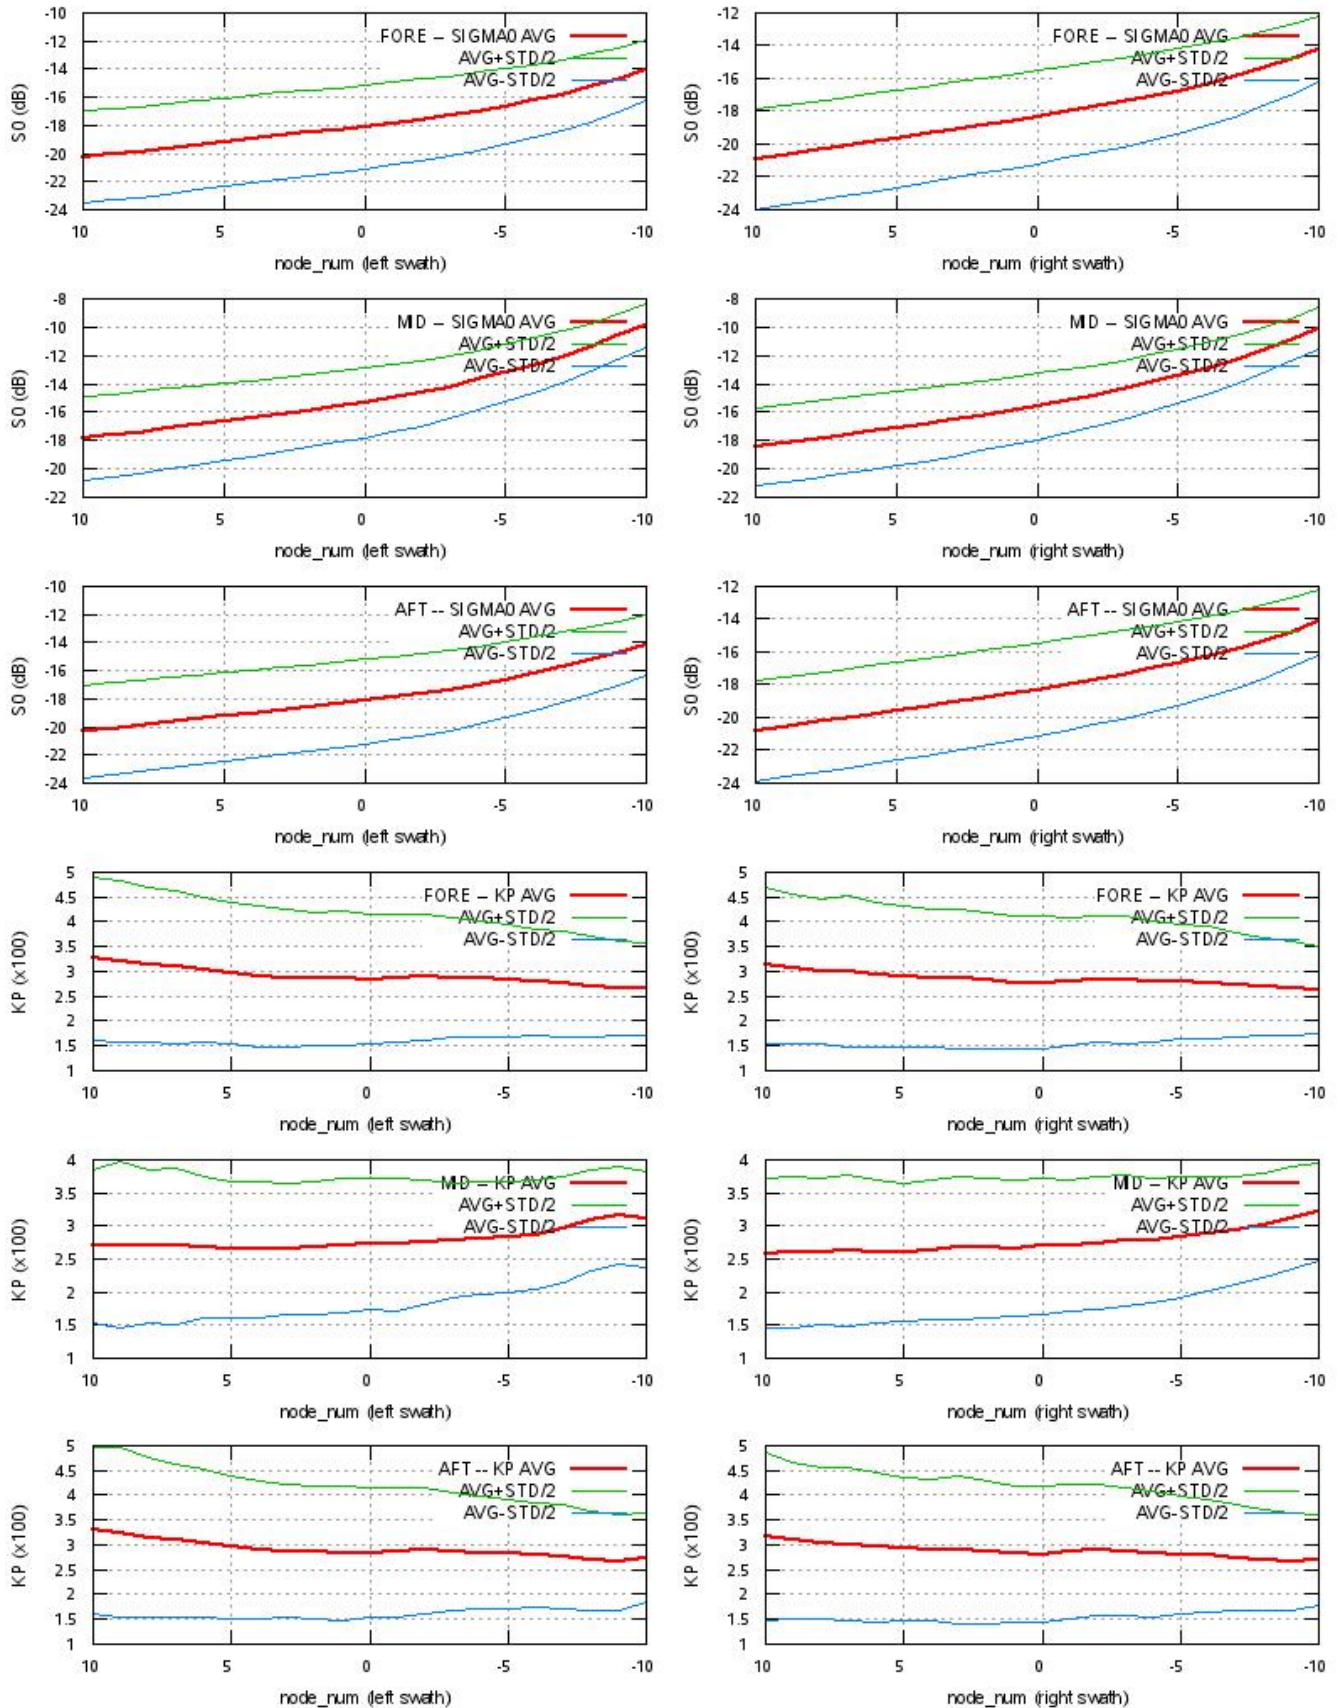 -10
-12
-14
-16
-18
-20
-22
-24
S0 (dB)
FORE -- SIGMA0 AVG
AVG+STD/2
AVG-STD/2
10 5 0 -5 -10
node_num (left swath)
-12
-14
-16
-18
-20
-22
-24
S0 (dB)
FORE -- SIGMA0 AVG
AVG+STD/2
AVG-STD/2
10 5 0 -5 -10
node_num (right swath)
-8
-10
-12
-14
-16
-18
-20
-22
S0 (dB)
MID -- SIGMA0 AVG
AVG+STD/2
AVG-STD/2
10 5 0 -5 -10
node_num (left swath)
-8
-10
-12
-14
-16
-18
-20
-22
S0 (dB)
MID -- SIGMA0 AVG
AVG+STD/2
AVG-STD/2
10 5 0 -5 -10
node_num (right swath)
-10
-12
-14
-16
-18
-20
-22
-24
S0 (dB)
AFT -- SIGMA0 AVG
AVG+STD/2
AVG-STD/2
10 5 0 -5 -10
node_num (left swath)
-12
-14
-16
-18
-20
-22
-24
S0 (dB)
AFT -- SIGMA0 AVG
AVG+STD/2
AVG-STD/2
10 5 0 -5 -10
node_num (right swath)
5
4.5
4
3.5
3
2.5
2
1.5
1
KP (x100)
FORE -- KP AVG
AVG+STD/2
AVG-STD/2
10 5 0 -5 -10
node_num (left swath)
5
4.5
4
3.5
3
2.5
2
1.5
1
KP (x100)
FORE -- KP AVG
AVG+STD/2
AVG-STD/2
10 5 0 -5 -10
node_num (right swath)
4
3.5
3
2.5
2
1.5
1
KP (x100)
MID -- KP AVG
AVG+STD/2
AVG-STD/2
10 5 0 -5 -10
node_num (left swath)
4
3.5
3
2.5
2
1.5
1
KP (x100)
MID -- KP AVG
AVG+STD/2
AVG-STD/2
10 5 0 -5 -10
node_num (right swath)
5
4.5
4
3.5
3
2.5
2
1.5
1
KP (x100)
AFT -- KP AVG
AVG+STD/2
AVG-STD/2
10 5 0 -5 -10
node_num (left swath)
5
4.5
4
3.5
3
2.5
2
1.5
1
KP (x100)
AFT -- KP AVG
AVG+STD/2
AVG-STD/2
10 5 0 -5 -10
node_num (right swath)